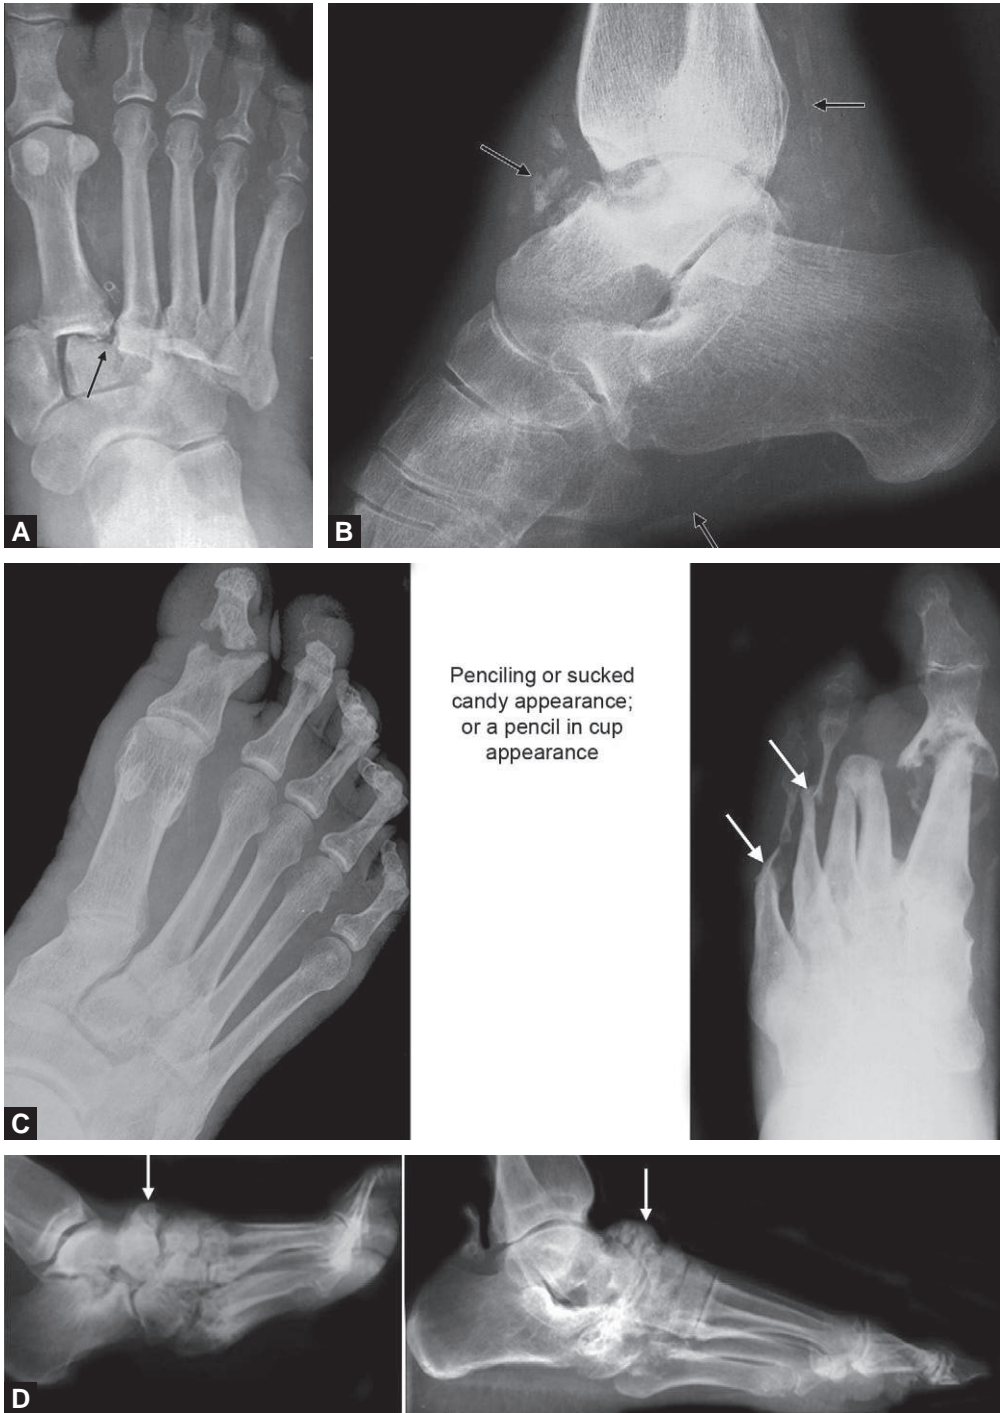 A
B
Penciling or sucked
candy appearance;
or a pencil in cup
appearance
C
D